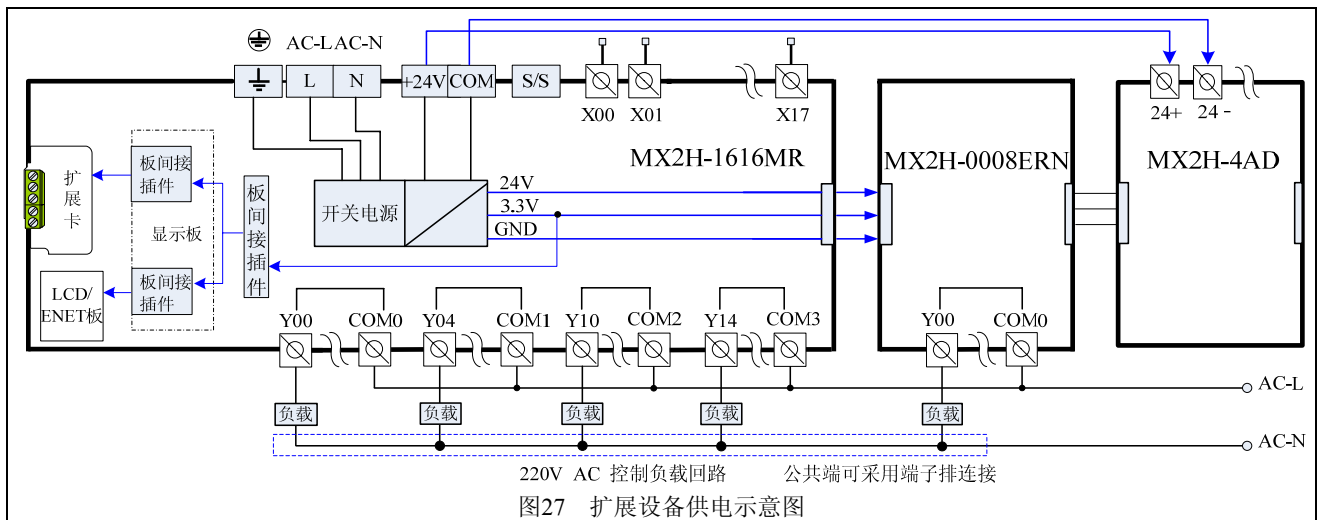 AC-L AC-N
L N +24V COM S/S
X00 X01 X17
24+ 24-
MX2H-1616MR
MX2H-0008ERN
MX2H-4AD
扩展卡
板间接插件
显示板
板间接插件
板间接插件
LCD/
ENET板
开关电源
24V
3.3V
GND
Y00 COM0 Y04 COM1 Y10 COM2 Y14 COM3
Y00 COM0
AC-L
负载 负载 负载 负载 负载
AC-N
220V AC 控制负载回路 公共端可采用端子排连接
图27 扩展设备供电示意图